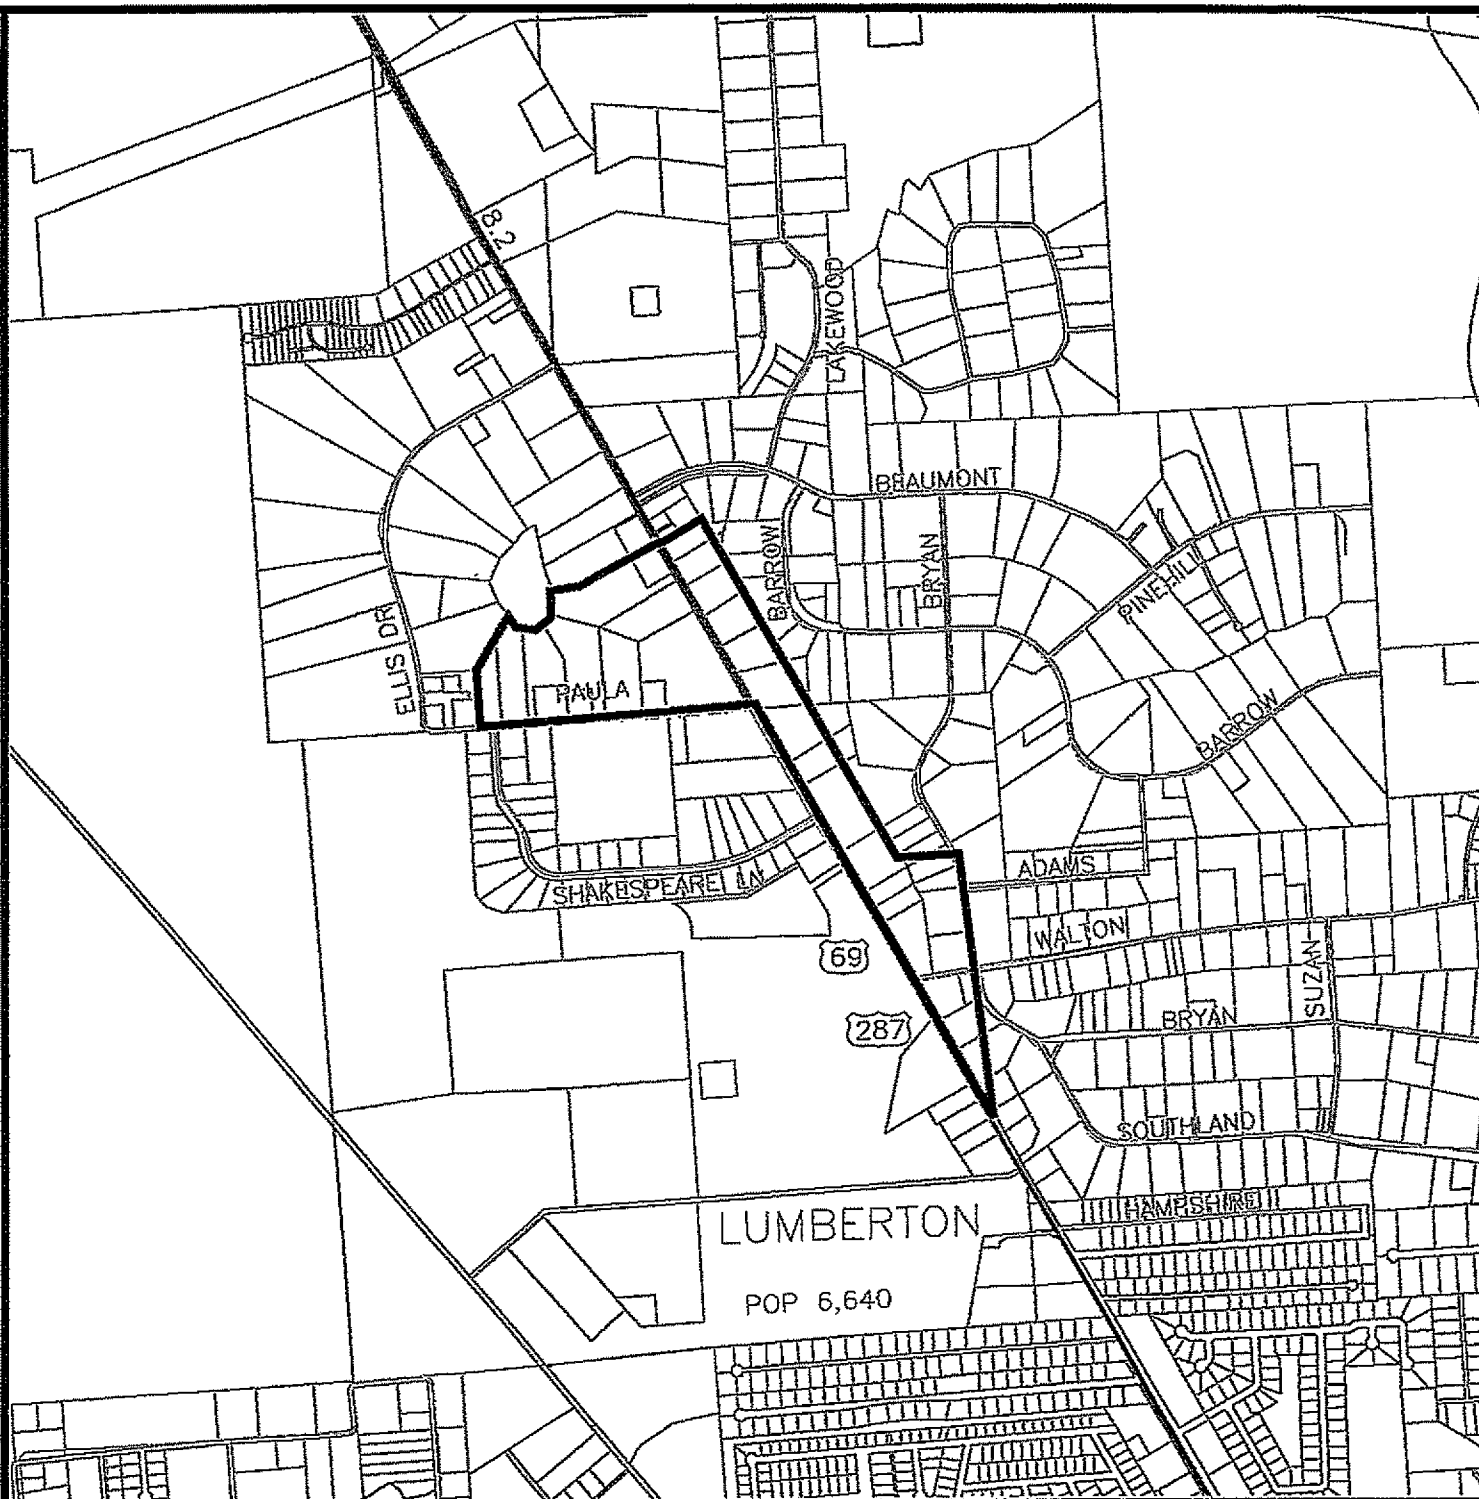 8.2
LAKEWOOD
BEAUMONT
BARROW
BRYAN
PINEHILL
ELLIS DR
PAULA
BARROW
ADAMS
SHAKESPEARE LN
WALTON
69
SUZAN
287
BRYAN
SOUTHLAND
HAMPSHIRE
LUMBERTON
POP 6,640